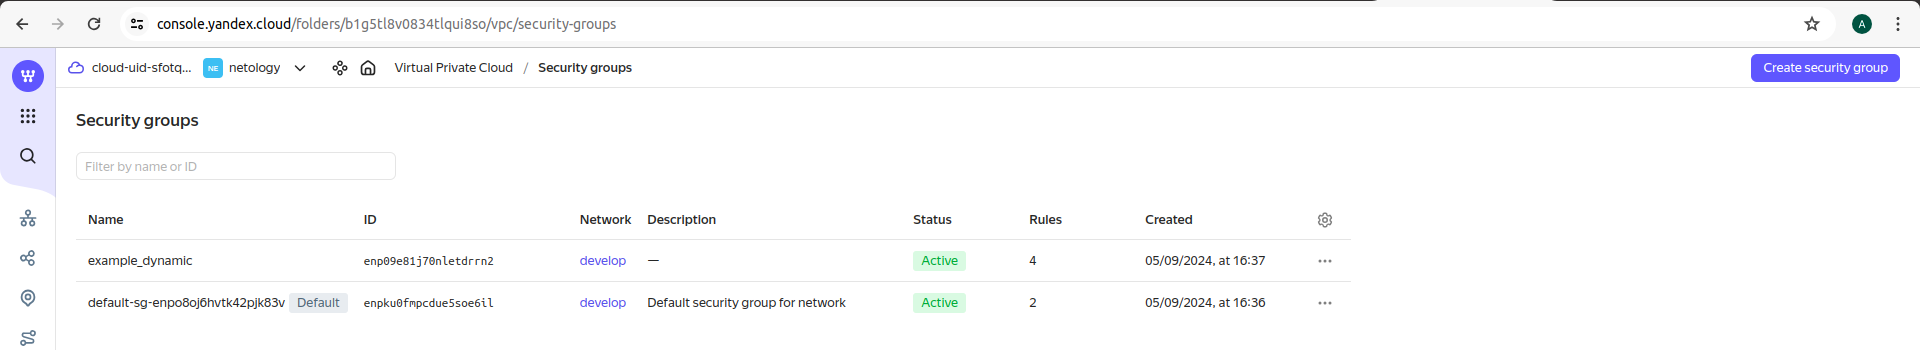 console.yandex.cloud/folders/b1g5tl8v0834tlqui8so/vpc/security-groups
A
cloud-uid-sfotq... NE netology Virtual Private Cloud / Security groups Create security group
Security groups
Filter by name or ID
Name ID Network Description Status Rules Created
example_dynamic enp09e81j70nletdrrn2 develop — Active 4 05/09/2024, at 16:37
default-sg-enpo8oj6hvtk42pjk83v Default enpku0fmpcdue5soe6il develop Default security group for network Active 2 05/09/2024, at 16:36